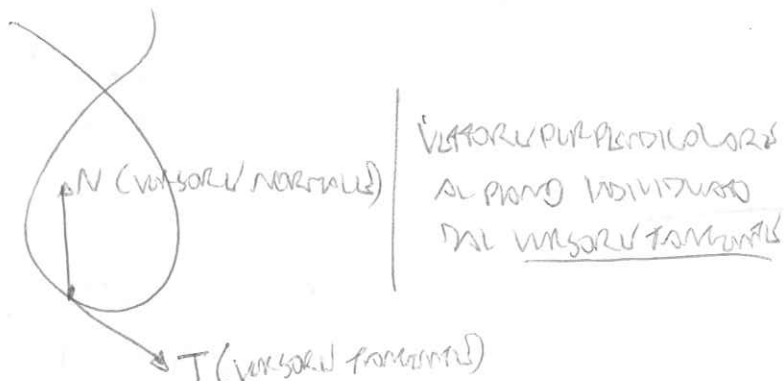 N (VERSORE NORMALE)
VETTORE PERPENDICOLARE
AL PIANO INDIVIDUATO
DAL VERSORE TANGENTE
T (VERSORE TANGENTE)